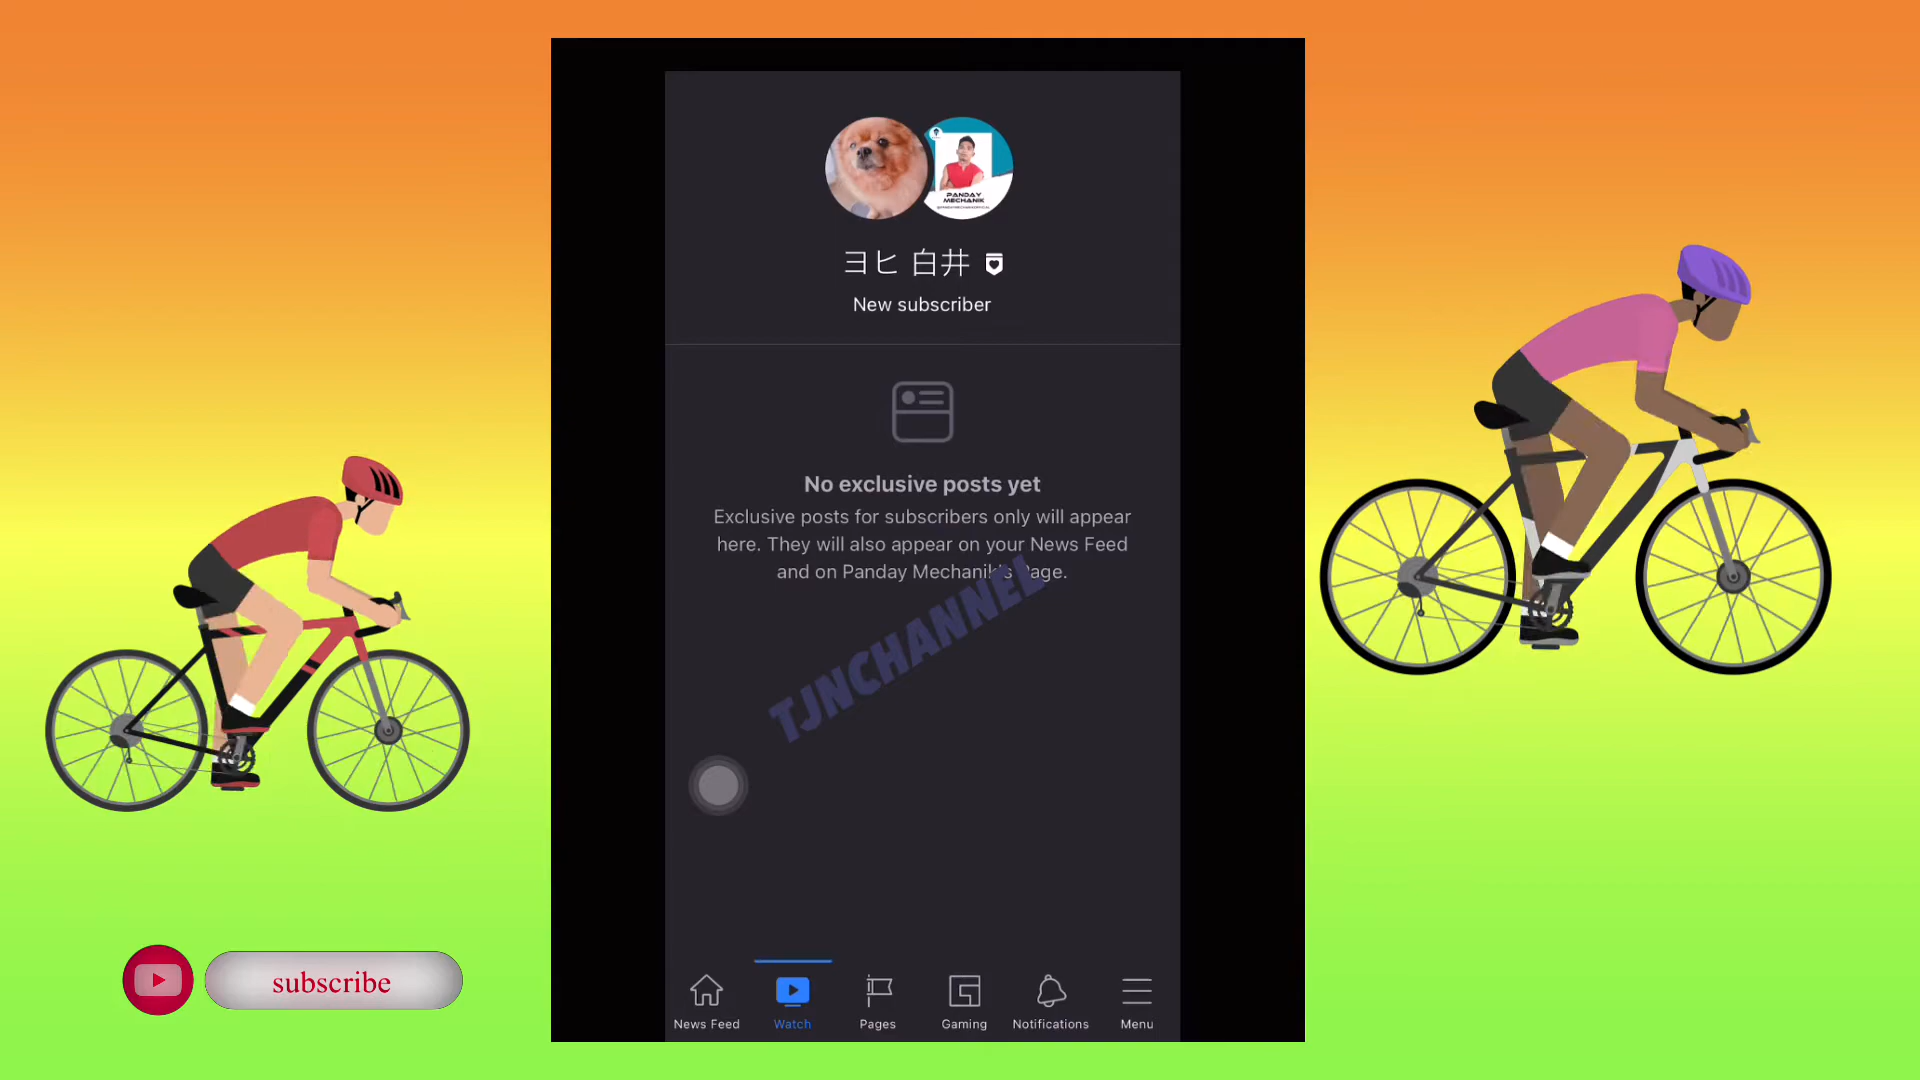 PANDAY
MECHANIK
ヨヒ 白井
New subscriber
No exclusive posts yet
Exclusive posts for subscribers only will appear
here. They will also appear on your News Feed
and on Panday Mechanik's Page.
TJNCHANNEL
subscribe
News Feed
Watch
Pages
Gaming
Notifications
Menu